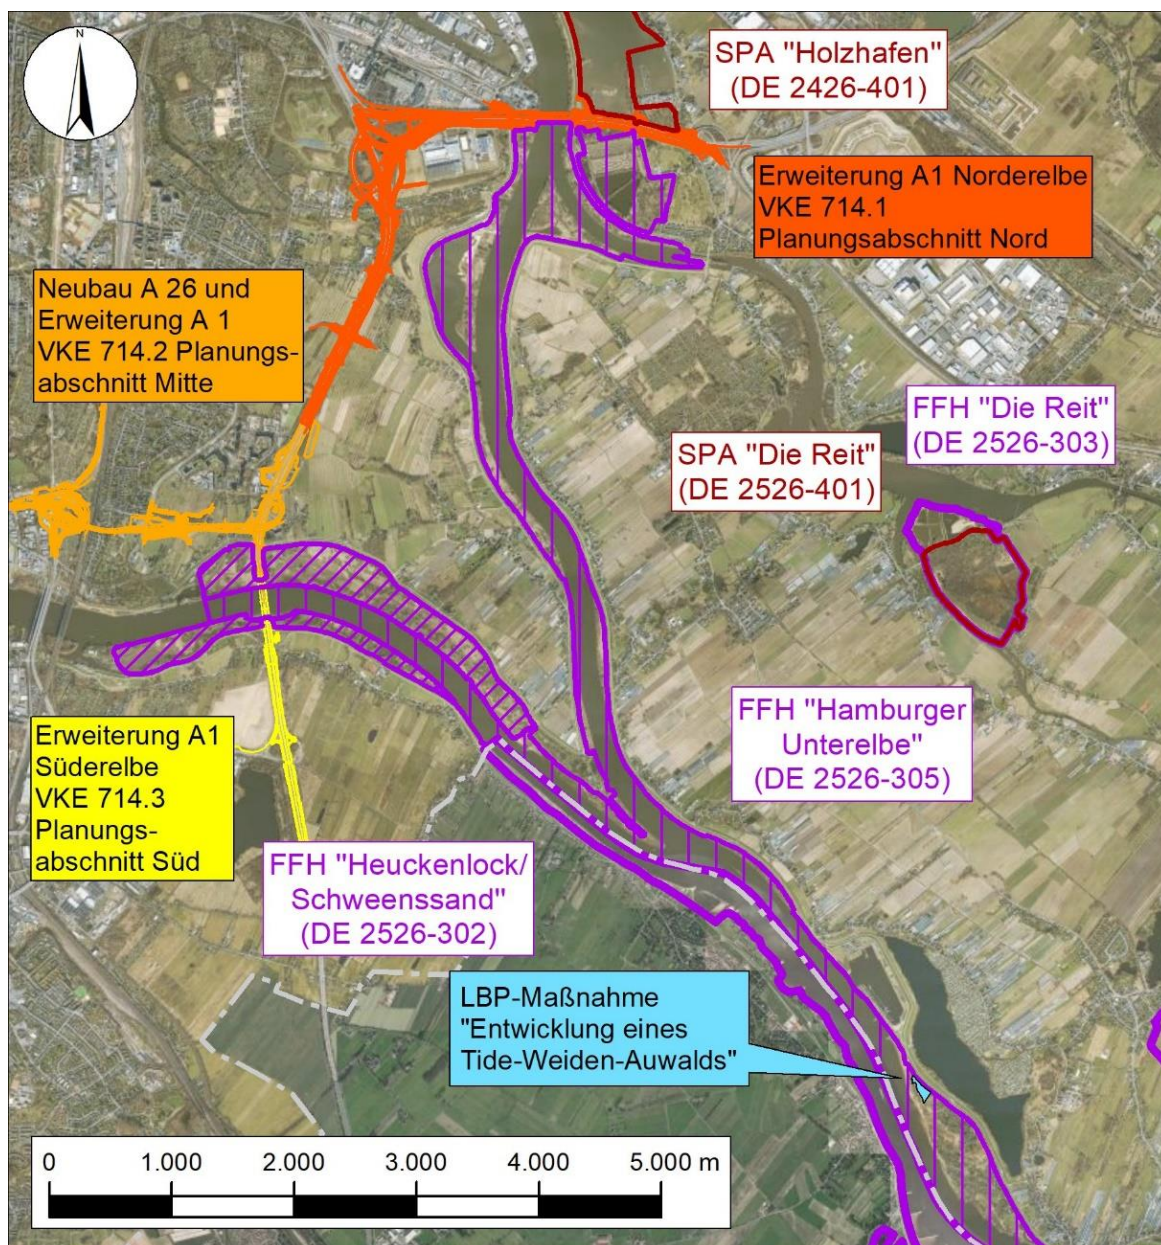 N
SPA "Holzhafen"
(DE 2426-401)
Erweiterung A1 Norderelbe
VKE 714.1
Planungsabschnitt Nord
Neubau A 26 und
Erweiterung A 1
VKE 714.2 Planungs-
abschnitt Mitte
FFH "Die Reit"
(DE 2526-303)
SPA "Die Reit"
(DE 2526-401)
FFH "Hamburger
Unterelbe"
(DE 2526-305)
Erweiterung A1
Süderelbe
VKE 714.3
Planungs-
abschnitt Süd
FFH "Heuckenlock/
Schweenssand"
(DE 2526-302)
LBP-Maßnahme
"Entwicklung eines
Tide-Weiden-Auwalds"
0 1.000 2.000 3.000 4.000 5.000 m